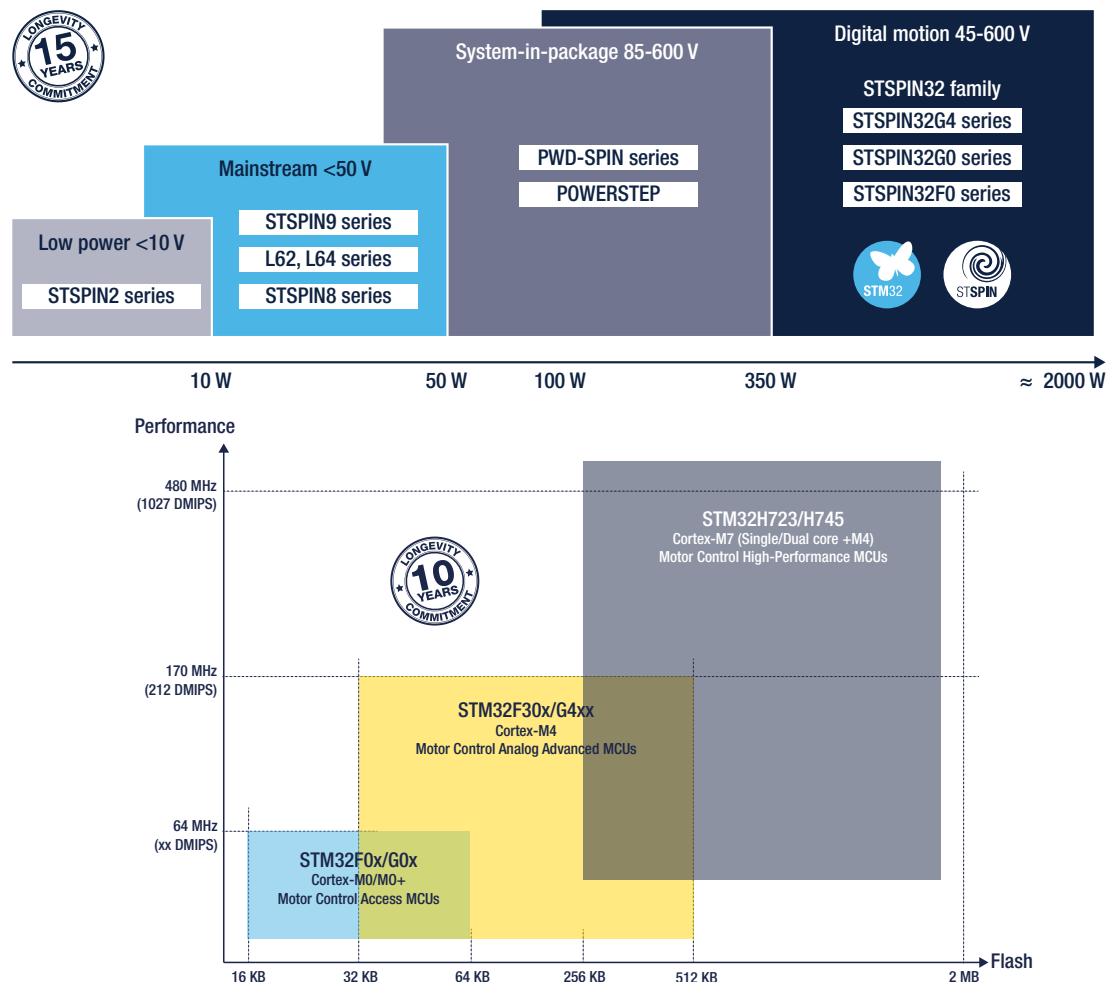 LONGEVITY
15
YEARS
COMMITMENT
System-in-package 85-600 V
Digital motion 45-600 V
STSPIN32 family
STSPIN32G4 series
STSPIN32G0 series
STSPIN32F0 series
PWD-SPIN series
POWERSTEP
Mainstream <50 V
STSPIN9 series
L62, L64 series
STSPIN8 series
Low power <10 V
STSPIN2 series
STM32
STSPIN
10 W
50 W
100 W
350 W
≈ 2000 W
Performance
480 MHz
(1027 DMIPS)
STM32H723/H745
Cortex-M7 (Single/Dual core +M4)
Motor Control High-Performance MCUs
LONGEVITY
10
YEARS
COMMITMENT
170 MHz
(212 DMIPS)
STM32F30x/G4xx
Cortex-M4
Motor Control Analog Advanced MCUs
64 MHz
(xx DMIPS)
STM32F0x/G0x
Cortex-M0/M0+
Motor Control Access MCUs
Flash
16 KB
32 KB
64 KB
256 KB
512 KB
2 MB